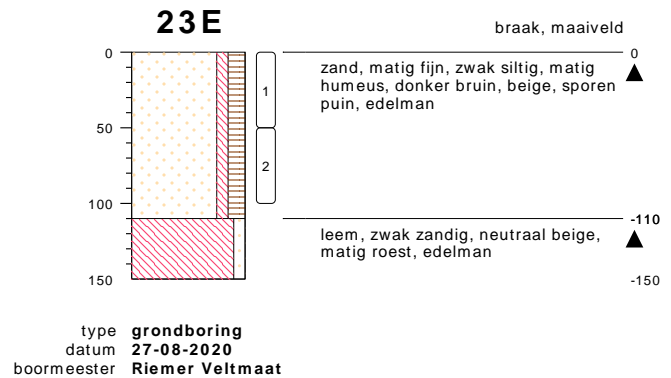 23E
braak, maaiveld
0
0
zand, matig fijn, zwak siltig, matig
humeus, donker bruin, beige, sporen
puin, edelman
1
50
2
100
-110
leem, zwak zandig, neutraal beige,
matig roest, edelman
150
-150
type grondboring
datum 27-08-2020
boormeester Riemer Veltmaat